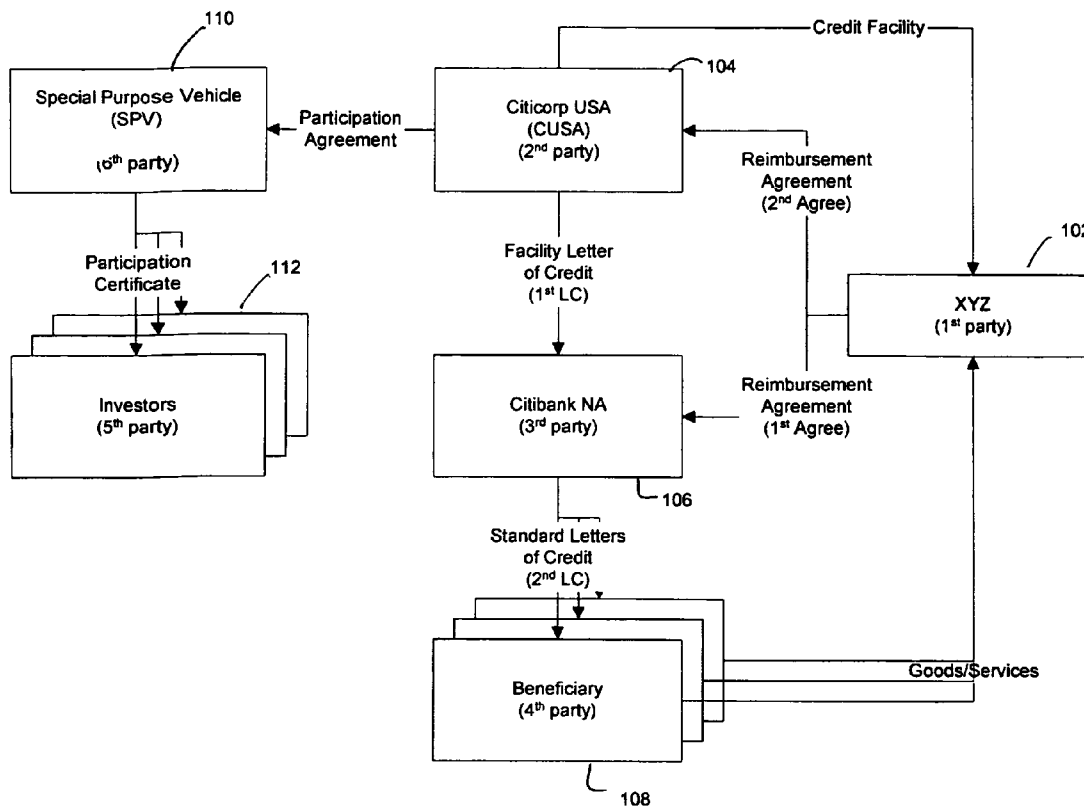 110
Credit Facility
104
Special Purpose Vehicle
(SPV)
(6th party)
Participation
Agreement
Citicorp USA
(CUSA)
(2nd party)
Reimbursement
Agreement
(2nd Agree)
102
Participation
Certificate
112
Facility Letter
of Credit
(1st LC)
XYZ
(1st party)
Investors
(5th party)
Citibank NA
(3rd party)
Reimbursement
Agreement
(1st Agree)
106
Standard Letters
of Credit
(2nd LC)
Goods/Services
Beneficiary
(4th party)
108